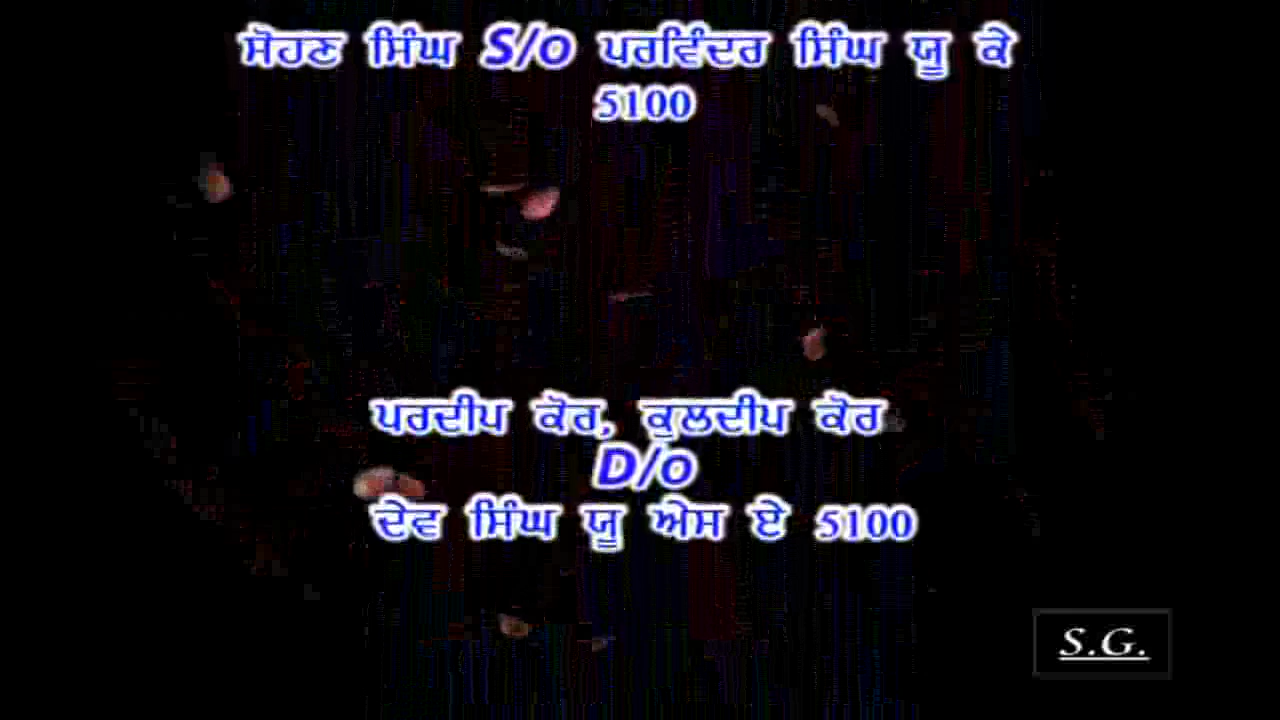 ਸੋਹਣ ਸਿੰਘ S/O ਪਰਵਿੰਦਰ ਸਿੰਘ ਯੂ ਕੇ
5100
ਪਰਦੀਪ ਕੋਰ, ਕੁਲਦੀਪ ਕੋਰ
D/O
ਦੇਵ ਸਿੰਘ ਯੂ ਐਸ ਏ 5100
S.G.